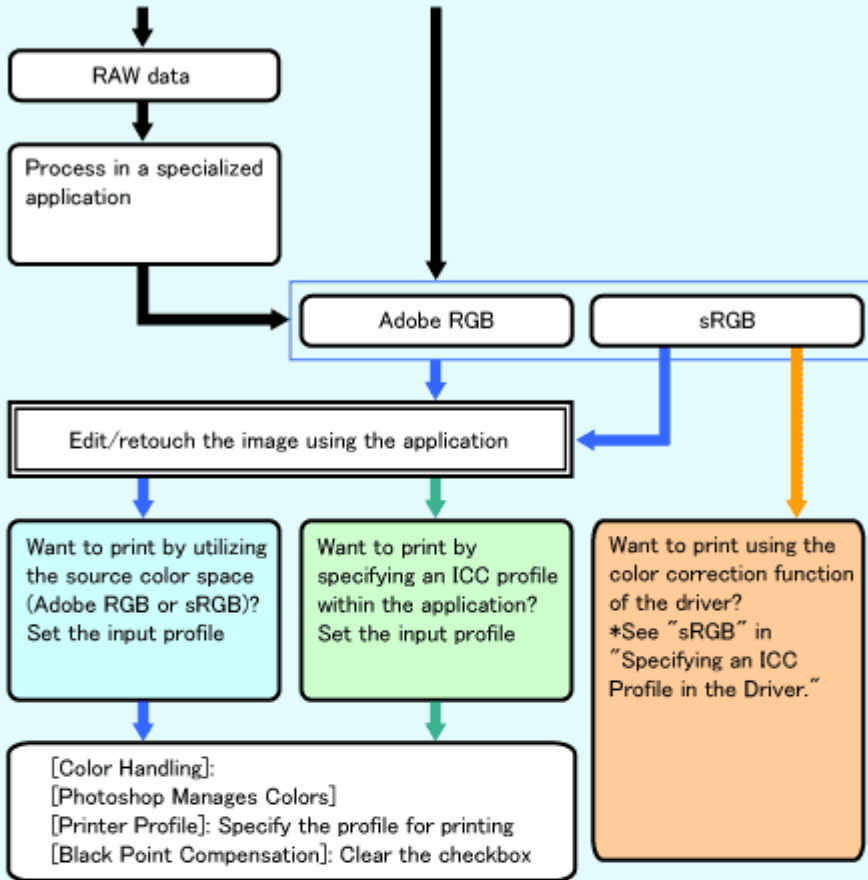 RAW data
Process in a specialized
application
Adobe RGB
sRGB
Edit/retouch the image using the application
Want to print by utilizing
the source color space
(Adobe RGB or sRGB)?
Set the input profile
Want to print by
specifying an ICC profile
within the application?
Set the input profile
Want to print using the
color correction function
of the driver?
*See "sRGB" in
"Specifying an ICC
Profile in the Driver."
[Color Handling]:
[Photoshop Manages Colors]
[Printer Profile]: Specify the profile for printing
[Black Point Compensation]: Clear the checkbox